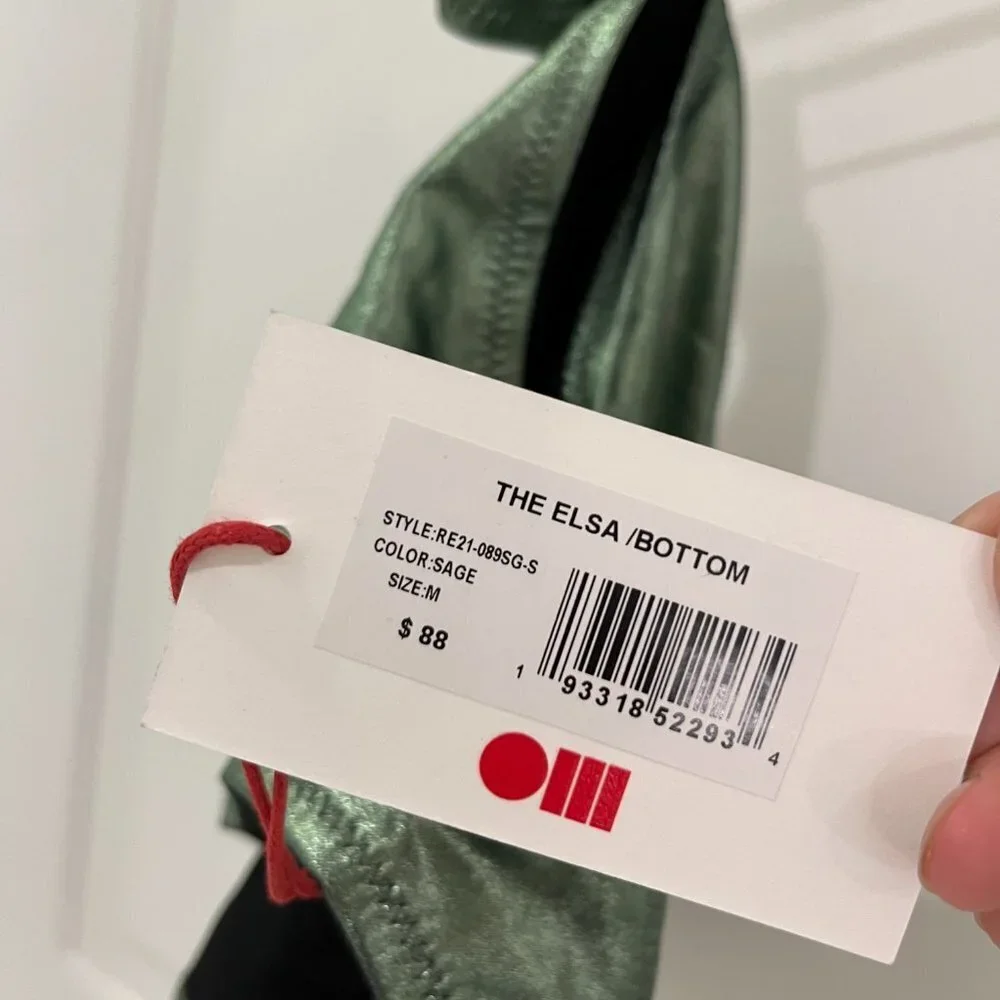 THE ELSA /BOTTOM
STYLE:RE21-089SG-S
COLOR:SAGE
SIZE:M
$ 88
1 93318 52293 4